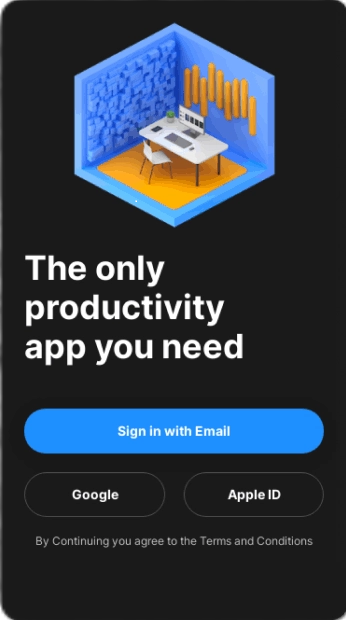 The only
productivity
app you need
Sign in with Email
Google
Apple ID
By Continuing you agree to the Terms and Conditions